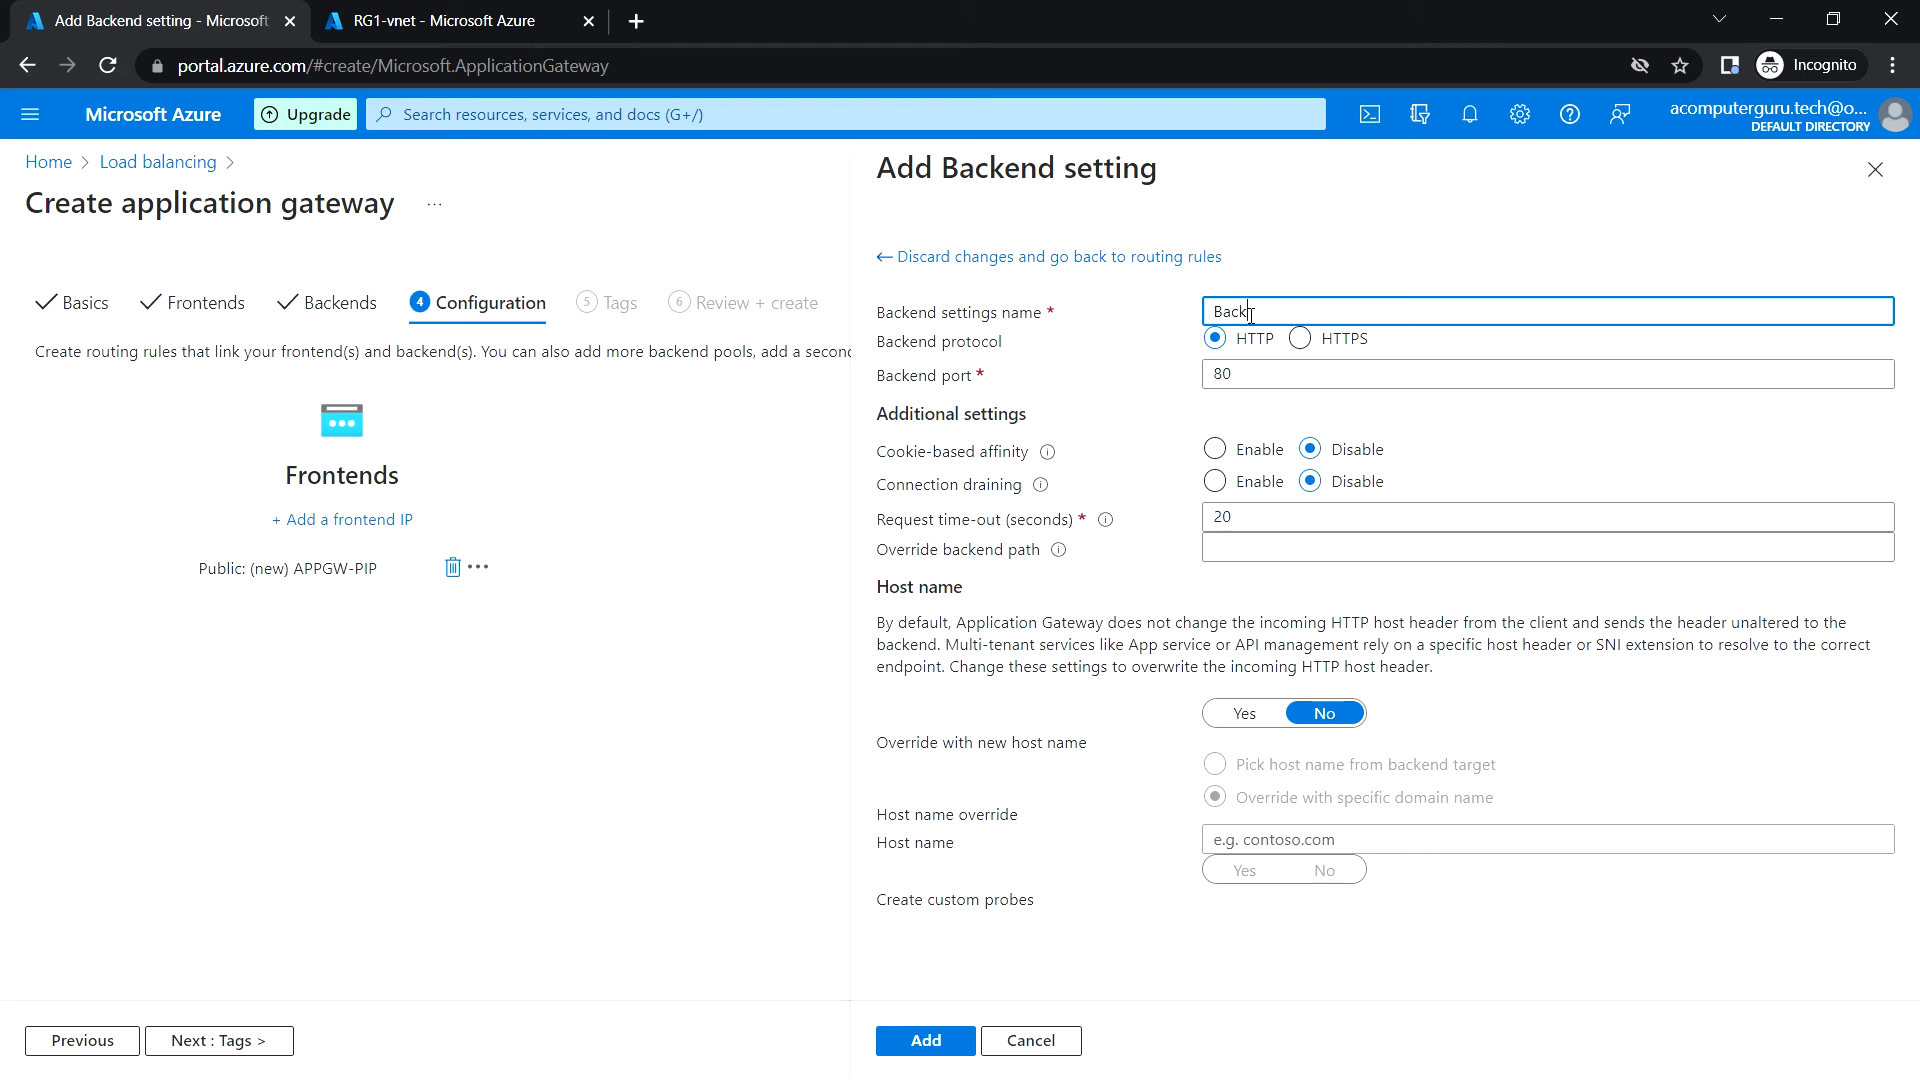 Add Backend setting - Microsoft
RG1-vnet - Microsoft Azure
portal.azure.com/#create/Microsoft.ApplicationGateway
Incognito
Microsoft Azure
Upgrade
Search resources, services, and docs (G+/)
acomputerguru.tech@o...
DEFAULT DIRECTORY
Home > Load balancing >
Create application gateway ...
Basics
Frontends
Backends
4 Configuration
5 Tags
6 Review + create
Create routing rules that link your frontend(s) and backend(s). You can also add more backend pools, add a secon
Frontends
+ Add a frontend IP
Public: (new) APPGW-PIP
Previous
Next : Tags >
Add Backend setting
← Discard changes and go back to routing rules
Backend settings name * Back
Backend protocol HTTP HTTPS
Backend port * 80
Additional settings
Cookie-based affinity Enable Disable
Connection draining Enable Disable
Request time-out (seconds) * 20
Override backend path
Host name
By default, Application Gateway does not change the incoming HTTP host header from the client and sends the header unaltered to the
backend. Multi-tenant services like App service or API management rely on a specific host header or SNI extension to resolve to the correct
endpoint. Change these settings to overwrite the incoming HTTP host header.
Yes No
Override with new host name
Pick host name from backend target
Override with specific domain name
Host name override
Host name e.g. contoso.com
Yes No
Create custom probes
Add
Cancel